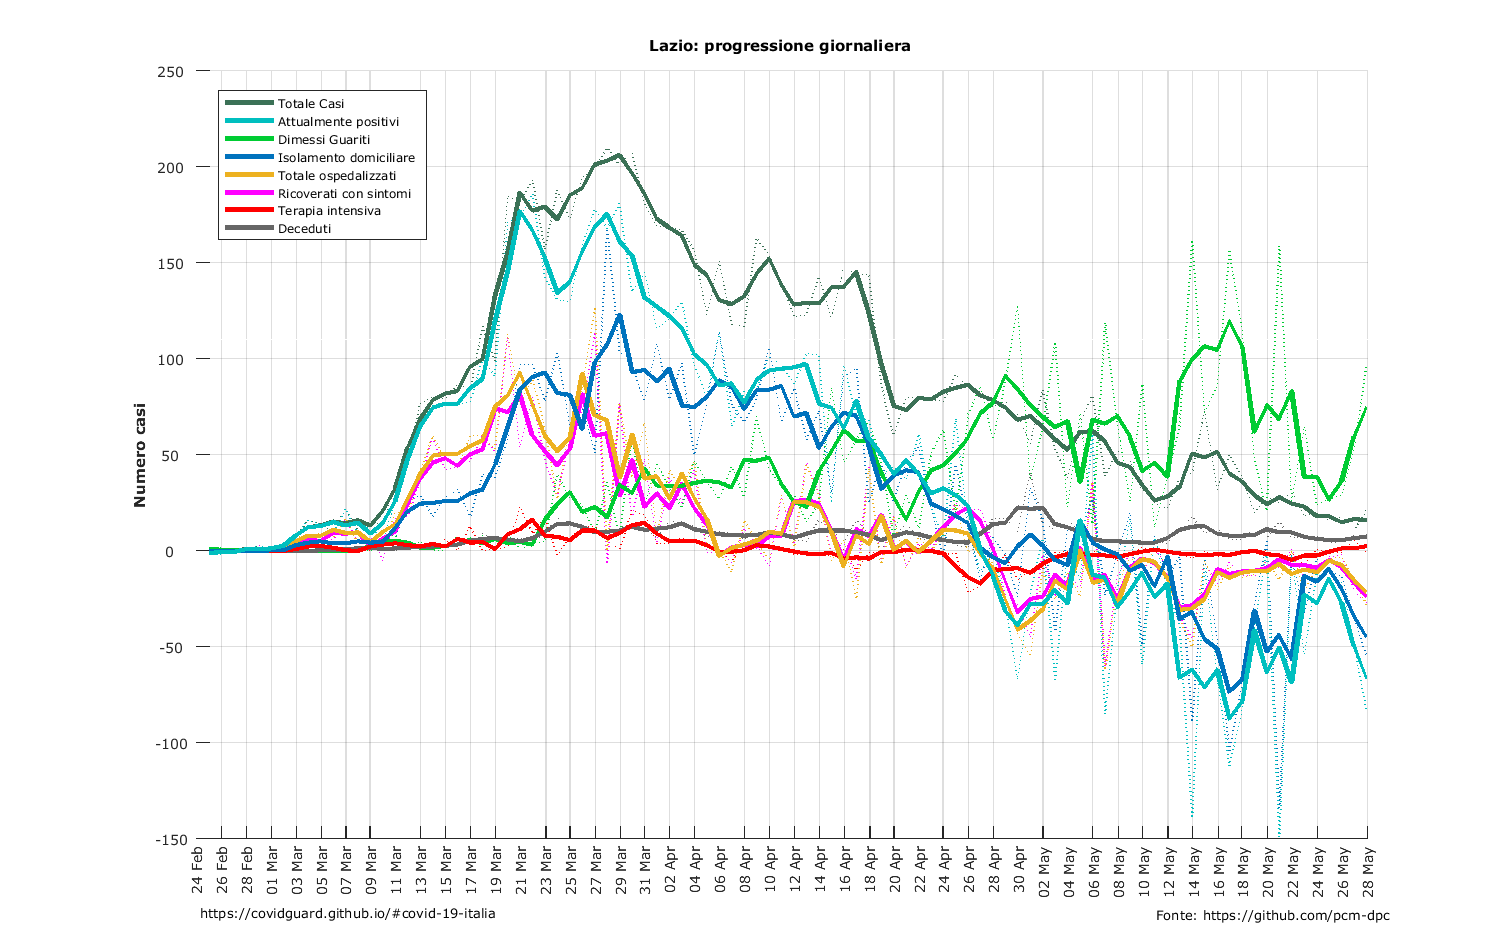 Lazio: progressione giornaliera
250
200
150
100
50
0
-50
-100
-150
Numero casi
Totale Casi
Attualmente positivi
Dimessi Guariti
Isolamento domiciliare
Totale ospedalizzati
Ricoverati con sintomi
Terapia intensiva
Deceduti
24 Feb
26 Feb
28 Feb
01 Mar
03 Mar
05 Mar
07 Mar
09 Mar
11 Mar
13 Mar
15 Mar
17 Mar
19 Mar
21 Mar
23 Mar
25 Mar
27 Mar
29 Mar
31 Mar
02 Apr
04 Apr
06 Apr
08 Apr
10 Apr
12 Apr
14 Apr
16 Apr
18 Apr
20 Apr
22 Apr
24 Apr
26 Apr
28 Apr
30 Apr
02 May
04 May
06 May
08 May
10 May
12 May
14 May
16 May
18 May
20 May
22 May
24 May
26 May
28 May
https://covidguard.github.io/#covid-19-italia
Fonte: https://github.com/pcm-dpc